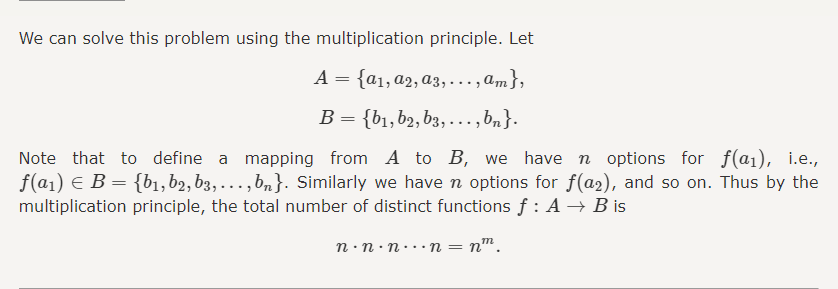 We can solve this problem using the multiplication principle. Let
A = {a₁, a₂, a₃, . . . , aₘ},
B = {b₁, b₂, b₃, . . . , bₙ}.
Note that to define a mapping from A to B, we have n options for f(a₁), i.e.,
f(a₁) ∈ B = {b₁, b₂, b₃, . . . , bₙ}. Similarly we have n options for f(a₂), and so on. Thus by the
multiplication principle, the total number of distinct functions f : A → B is
n · n · n · · · n = nᵐ.